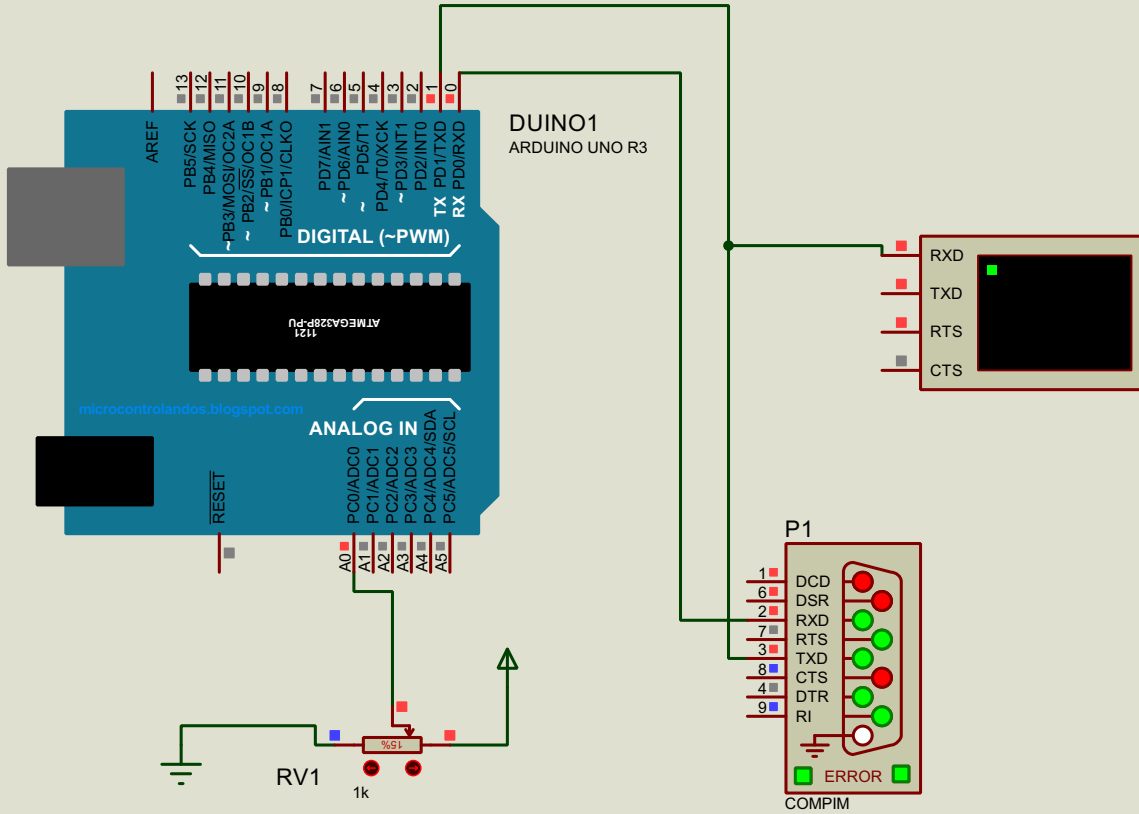 13
12
11
10
9
8
7
6
5
4
3
2
1
0
AREF
PB5/SCK
PB4/MISO
~PB3/MOSI/OC2A
~PB2/SS/OC1B
~PB1/OC1A
PB0/ICP1/CLKO
PD7/AIN1
~PD6/AIN0
~PD5/T1
PD4/T0/XCK
~PD3/INT1
PD2/INT0
TX PD1/TXD
RX PD0/RXD
DUINO1
ARDUINO UNO R3
DIGITAL (~PWM)
ATMEGA328P-PU
1121
microcontrolandos.blogspot.com
ANALOG IN
RESET
PC0/ADC0
PC1/ADC1
PC2/ADC2
PC3/ADC3
PC4/ADC4/SDA
PC5/ADC5/SCL
A0
A1
A2
A3
A4
A5
RXD
TXD
RTS
CTS
P1
1 DCD
6 DSR
2 RXD
7 RTS
3 TXD
8 CTS
4 DTR
9 RI
ERROR
COMPIM
15%
RV1
1k